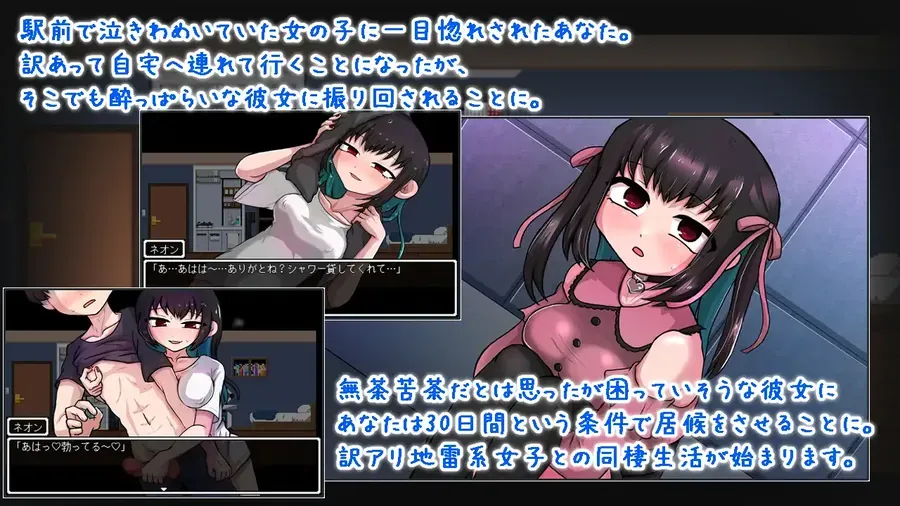 駅前で泣きわめいていた女の子に一目惚れされたあなた。
訳あって自宅へ連れて行くことになったが、
そこでも酔っぱらいな彼女に振り回されることに。
ネオン
「あ…あはは～…ありがとね？シャワー貸してくれて…」
ネオン
「あはっ♡勃ってる～♡」
無茶苦茶だとは思ったが困っていそうな彼女に
あなたは30日間という条件で居候をさせることに。
訳アリ地雷系女子との同棲生活が始まります。